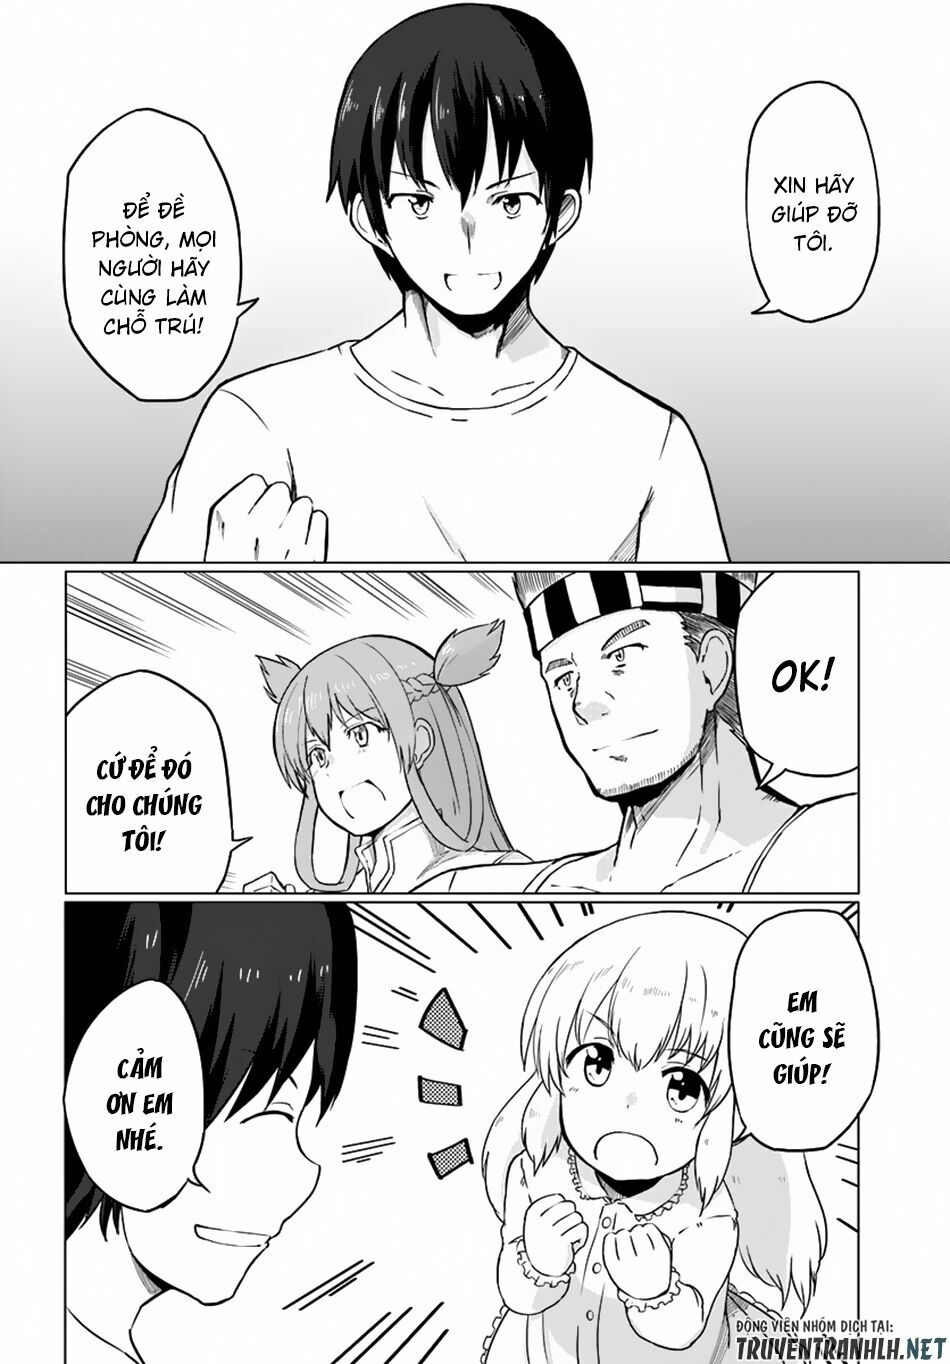 XIN HÃY
GIÚP ĐỠ
TÔI.
ĐỂ ĐỀ
PHÒNG, MỌI
NGƯỜI HÃY
CÙNG LÀM
CHỖ TRÚ!
OK!
CỨ ĐỂ ĐÓ
CHO CHÚNG
TÔI!
EM
CŨNG SẼ
GIÚP!
CẢM
ƠN EM
NHÉ.
ĐỘNG VIÊN NHÓM DỊCH TẠI:
TRUYENTRANHLH.NET